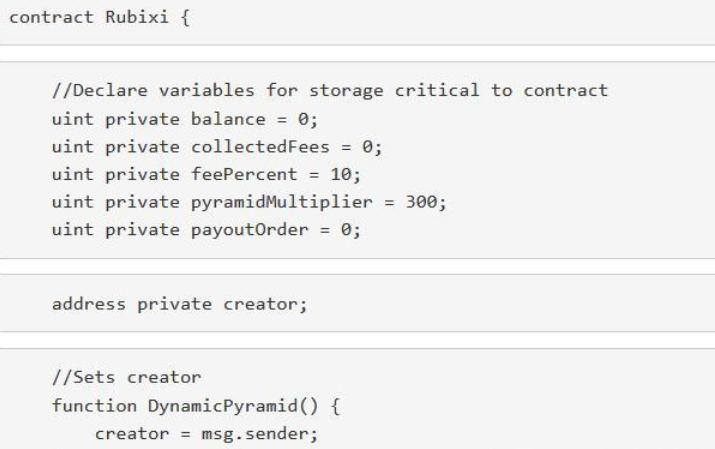 contract Rubixi {
//Declare variables for storage critical to contract
uint private balance = 0;
uint private collectedFees = 0;
uint private feePercent = 10;
uint private pyramidMultiplier = 300;
uint private payoutOrder = 0;
address private creator;
//Sets creator
function DynamicPyramid() {
creator = msg.sender;